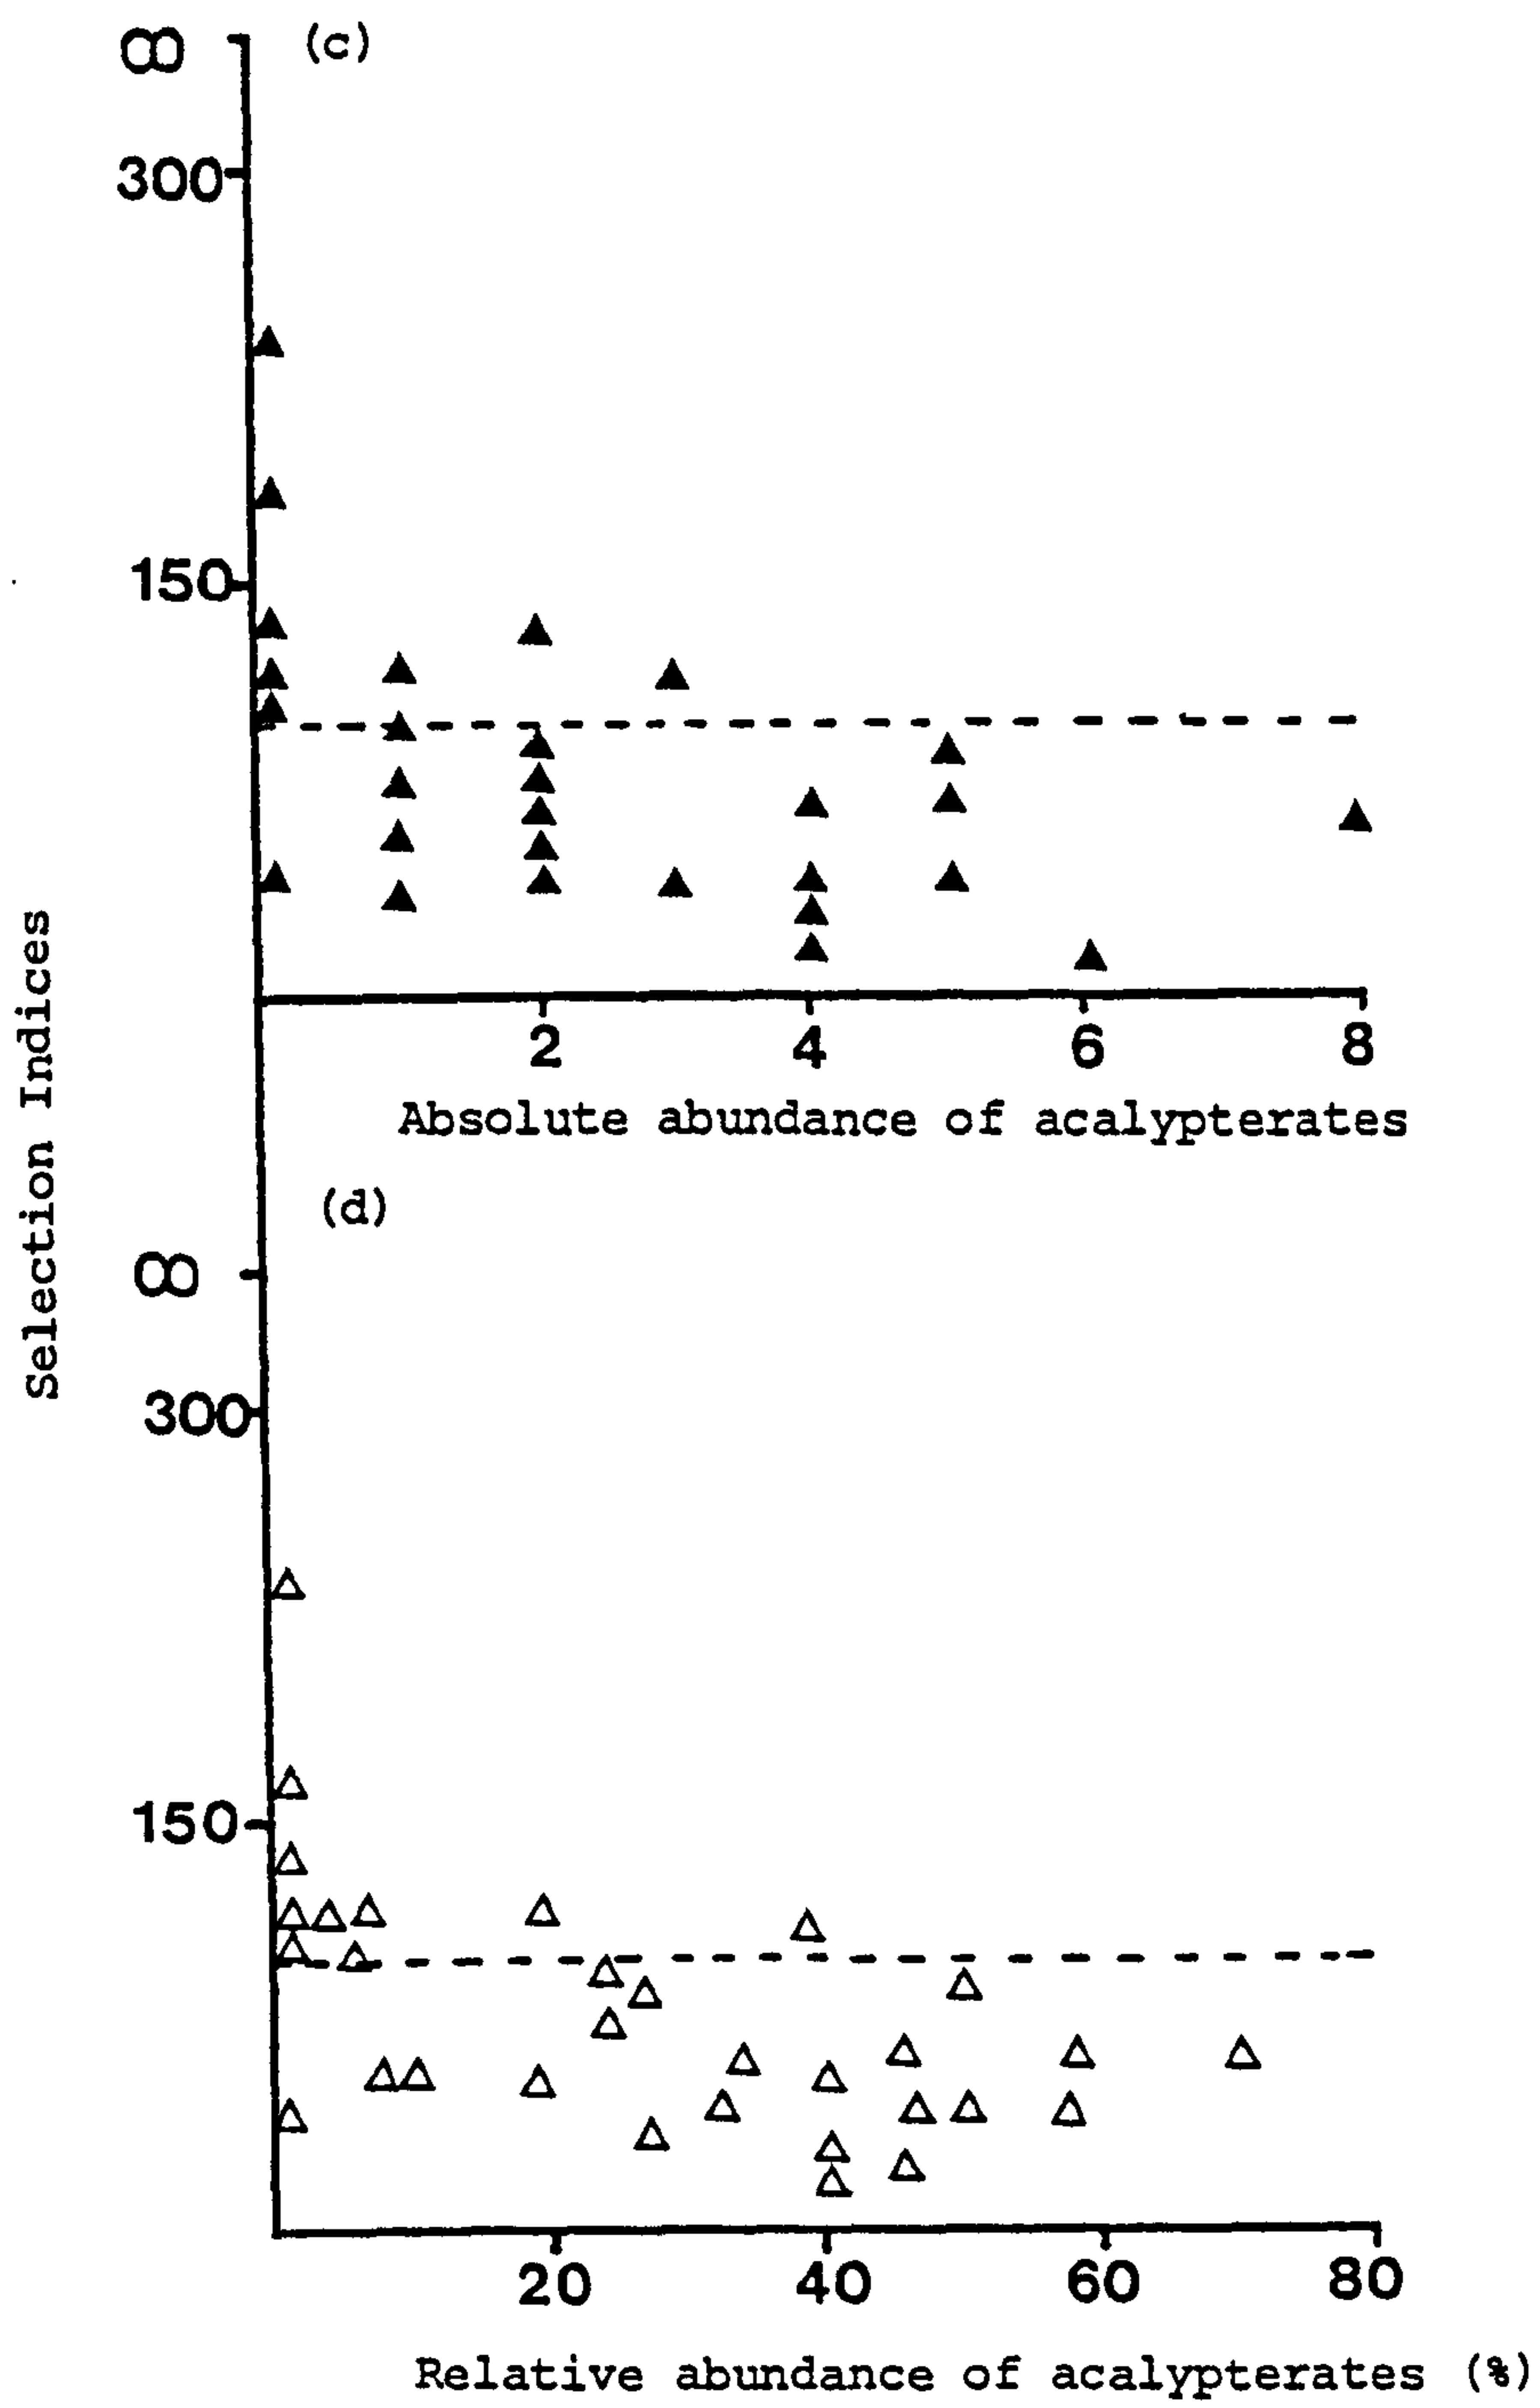 (c)
∞
300
150
2 4 6 8
Absolute abundance of acalypterates
Selection Indices
(d)
∞
300
150
20 40 60 80
Relative abundance of acalypterates (%)